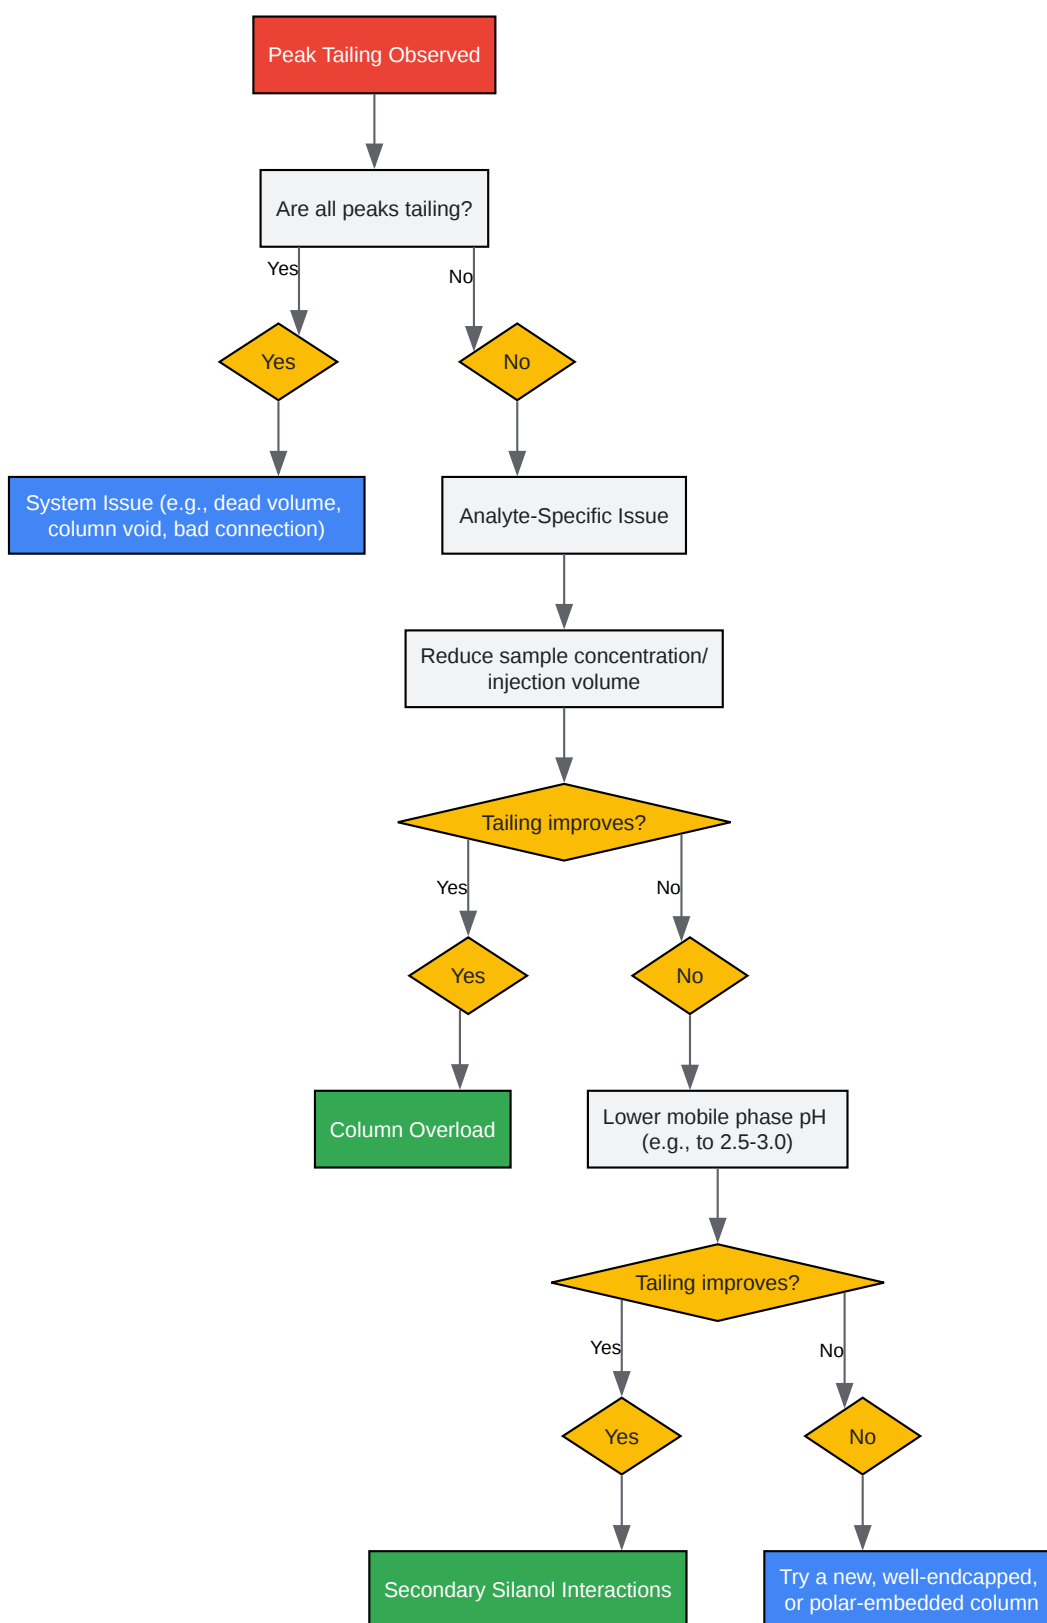 Peak Tailing Observed
Are all peaks tailing?
Yes
No
Yes
No
System Issue (e.g., dead volume,
column void, bad connection)
Analyte-Specific Issue
Reduce sample concentration/
injection volume
Tailing improves?
Yes
No
Yes
No
Column Overload
Lower mobile phase pH
(e.g., to 2.5-3.0)
Tailing improves?
Yes
No
Yes
No
Secondary Silanol Interactions
Try a new, well-endcapped,
or polar-embedded column